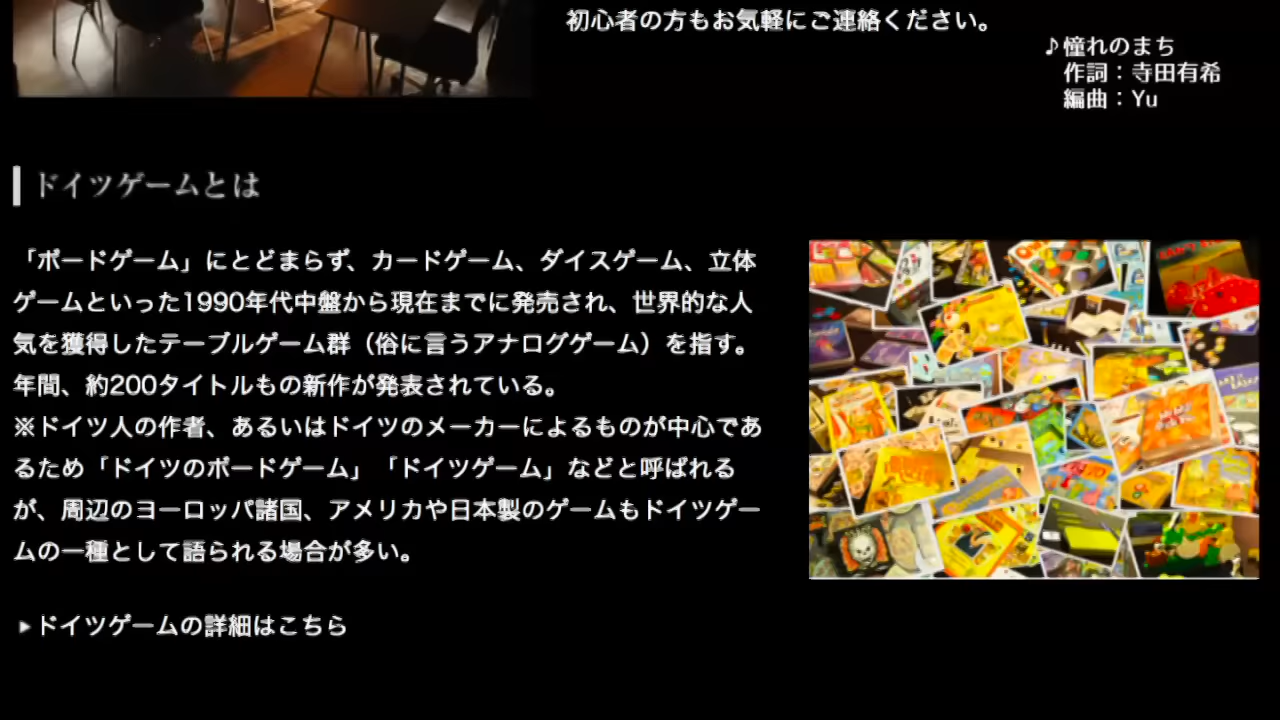 初心者の方もお気軽にご連絡ください。
♪憧れのまち
作詞：寺田有希
編曲：Yu
ドイツゲームとは
「ボードゲーム」にとどまらず、カードゲーム、ダイスゲーム、立体
ゲームといった1990年代中盤から現在までに発売され、世界的な人
気を獲得したテーブルゲーム群（俗に言うアナログゲーム）を指す。
年間、約200タイトルもの新作が発表されている。
※ドイツ人の作者、あるいはドイツのメーカーによるものが中心であ
るため「ドイツのボードゲーム」「ドイツゲーム」などと呼ばれる
が、周辺のヨーロッパ諸国、アメリカや日本製のゲームもドイツゲー
ムの一種として語られる場合が多い。
▸ドイツゲームの詳細はこちら